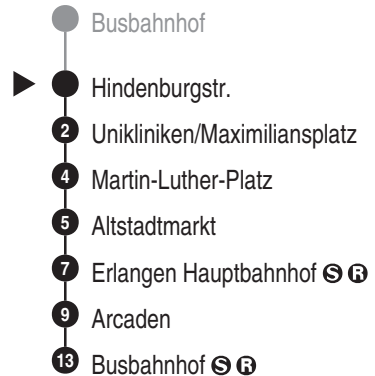 Busbahnhof
Hindenburgstr.
2 Unikliniken/Maximiliansplatz
4 Martin-Luther-Platz
5 Altstadtmarkt
7 Erlangen Hauptbahnhof S R
9 Arcaden
13 Busbahnhof S R